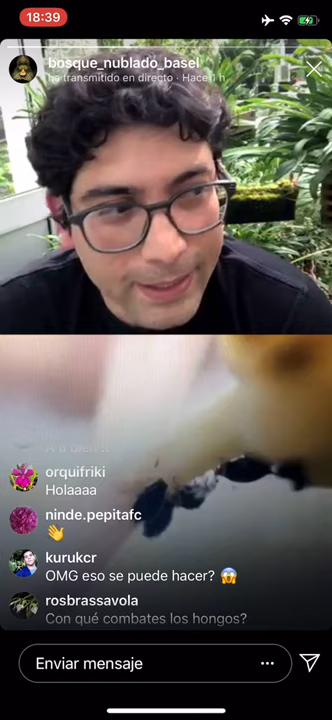 18:39
bosque_nublado_basel
ha transmitido en directo · Hace 1 h
orquifriki
Holaaaa
ninde.pepitafc
kurukcr
OMG eso se puede hacer?
rosbrassavola
Con qué combates los hongos?
Enviar mensaje